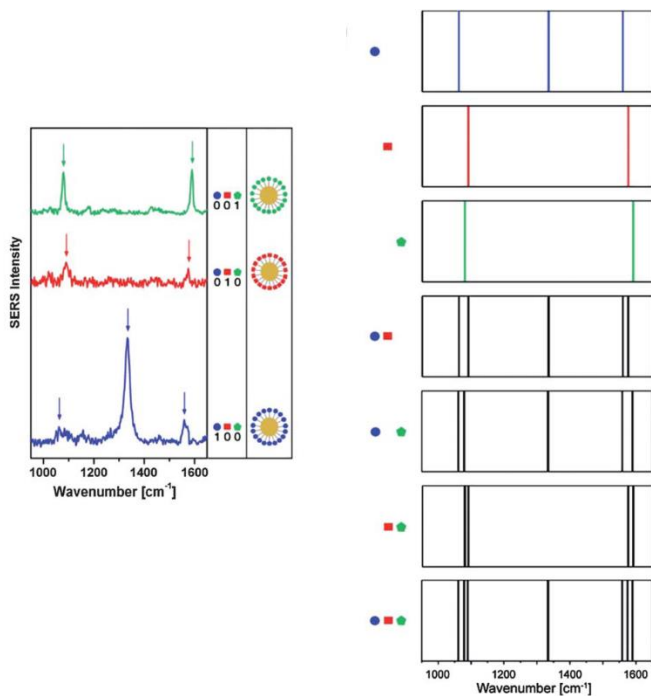 SERS Intensity
0 0 1
0 1 0
1 0 0
1000 1200 1400 1600
Wavenumber [cm⁻¹]
1000 1200 1400 1600
Wavenumber [cm⁻¹]